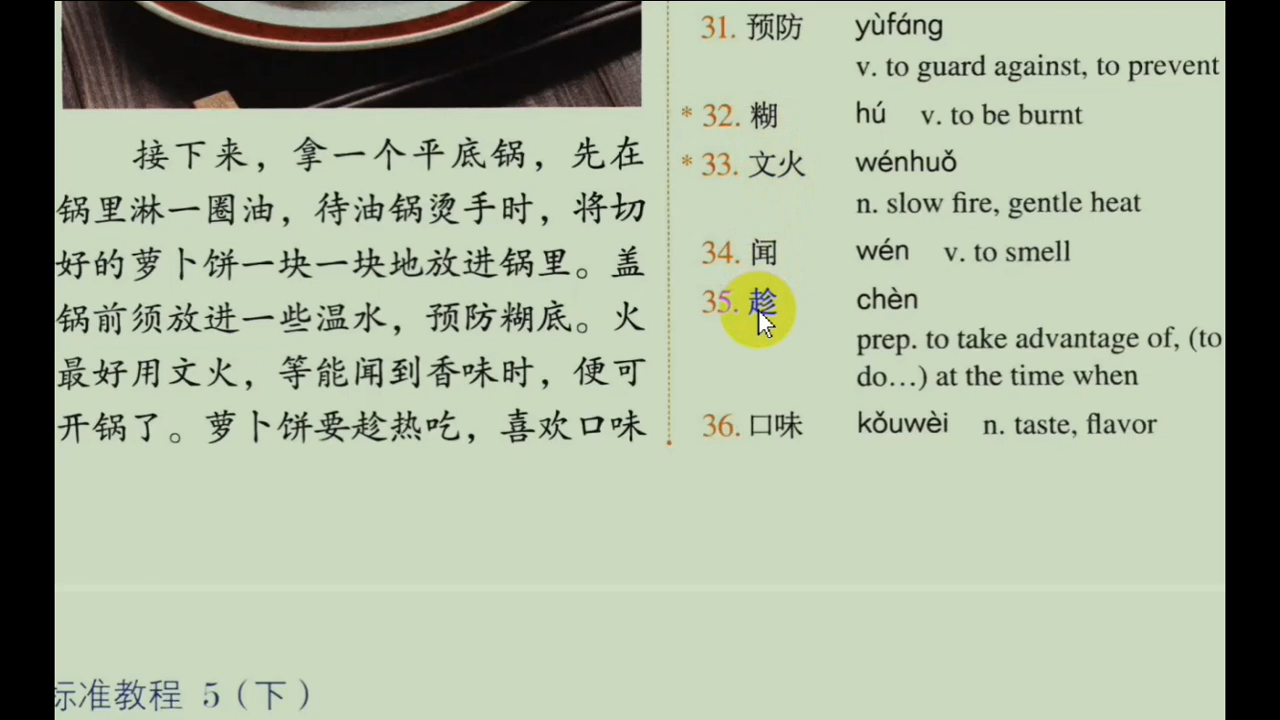 接下来，拿一个平底锅，先在
锅里淋一圈油，待油锅烫手时，将切
好的萝卜饼一块一块地放进锅里。盖
锅前须放进一些温水，预防糊底。火
最好用文火，等能闻到香味时，便可
开锅了。萝卜饼要趁热吃，喜欢口味
31. 预防 yùfáng
v. to guard against, to prevent
* 32. 糊 hú v. to be burnt
* 33. 文火 wénhuǒ
n. slow fire, gentle heat
34. 闻 wén v. to smell
35. 趁 chèn
prep. to take advantage of, (to
do…) at the time when
36. 口味 kǒuwèi n. taste, flavor
标准教程 5（下）